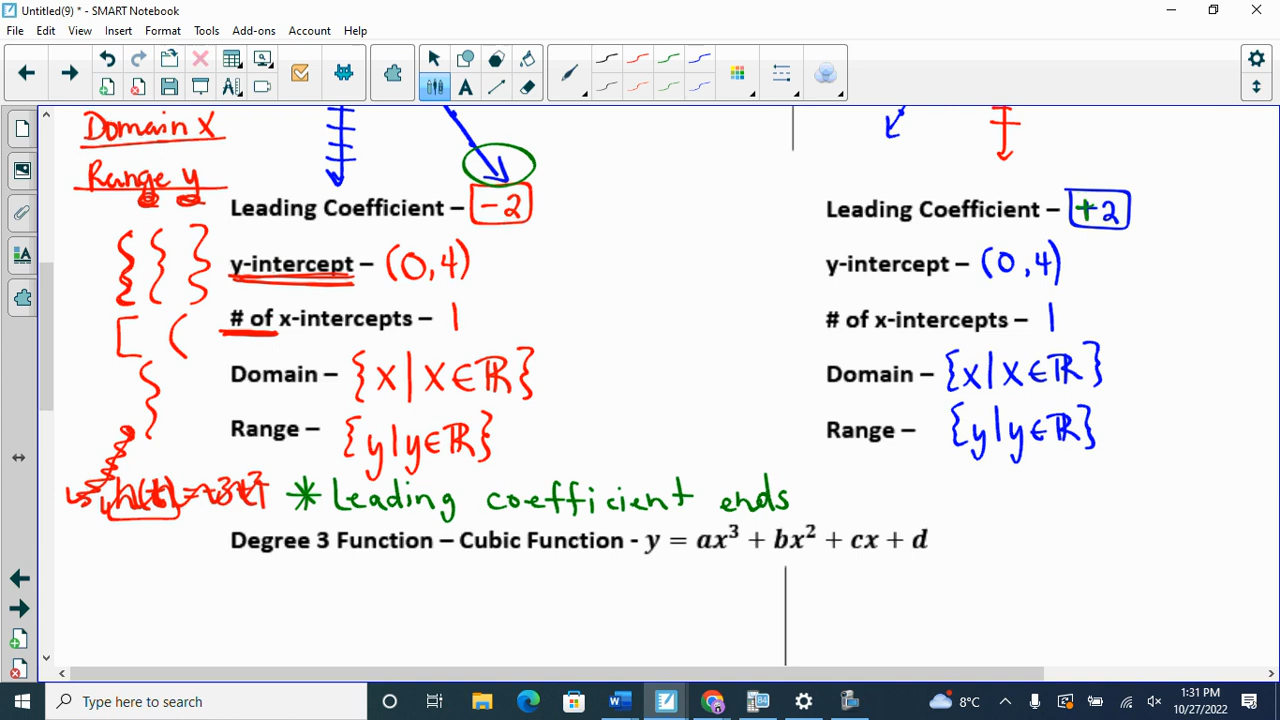 Untitled(9) * - SMART Notebook
File Edit View Insert Format Tools Add-ons Account Help
Domain x
Range y
Leading Coefficient – -2
y-intercept – (0,4)
# of x-intercepts – 1
Domain – {x|x∈ℝ}
Range – {y|y∈ℝ}
Leading Coefficient – +2
y-intercept – (0,4)
# of x-intercepts – 1
Domain – {x|x∈ℝ}
Range – {y|y∈ℝ}
{ { }
[ (
}
h(t) =
* Leading coefficient ends
Degree 3 Function – Cubic Function - y = ax³ + bx² + cx + d
Type here to search
8°C
1:31 PM
10/27/2022